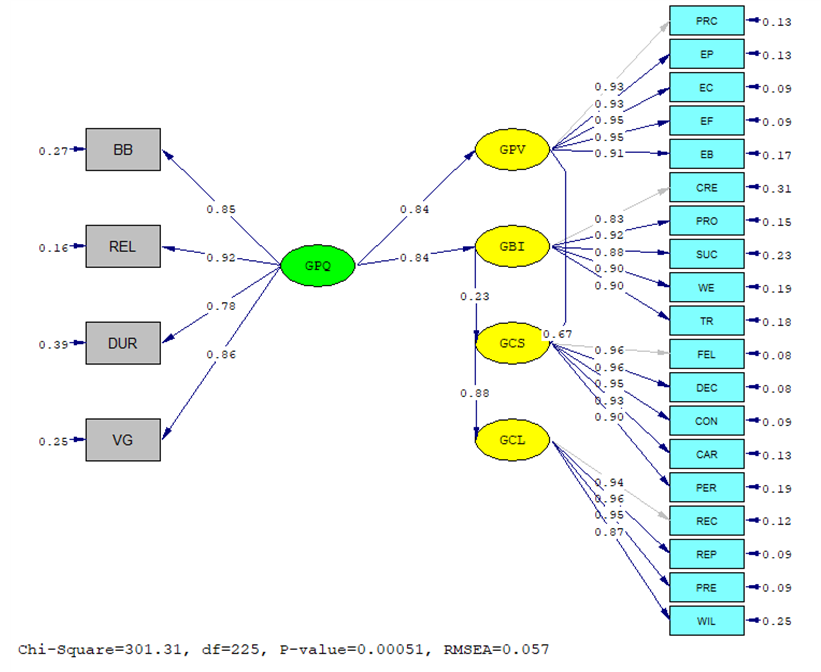 PRC 0.13
EP 0.13
0.93 EC 0.09
0.93
0.95 EF 0.09
0.95
0.27 BB GPV 0.91 EB 0.17
CRE 0.31
0.85 0.84 0.83 PRO 0.15
0.92
0.16 REL GBI 0.88 SUC 0.23
0.92 GPQ 0.84 0.90 WE 0.19
0.90
0.78 0.23 TR 0.18
0.67
0.39 DUR GCS 0.96 FEL 0.08
0.86 0.96
0.95 DEC 0.08
0.88 0.93
0.90 CON 0.09
0.25 VG GCL CAR 0.13
0.94 PER 0.19
0.96
0.95 REC 0.12
0.87
REP 0.09
PRE 0.09
WIL 0.25
Chi-Square=301.31, df=225, P-value=0.00051, RMSEA=0.057